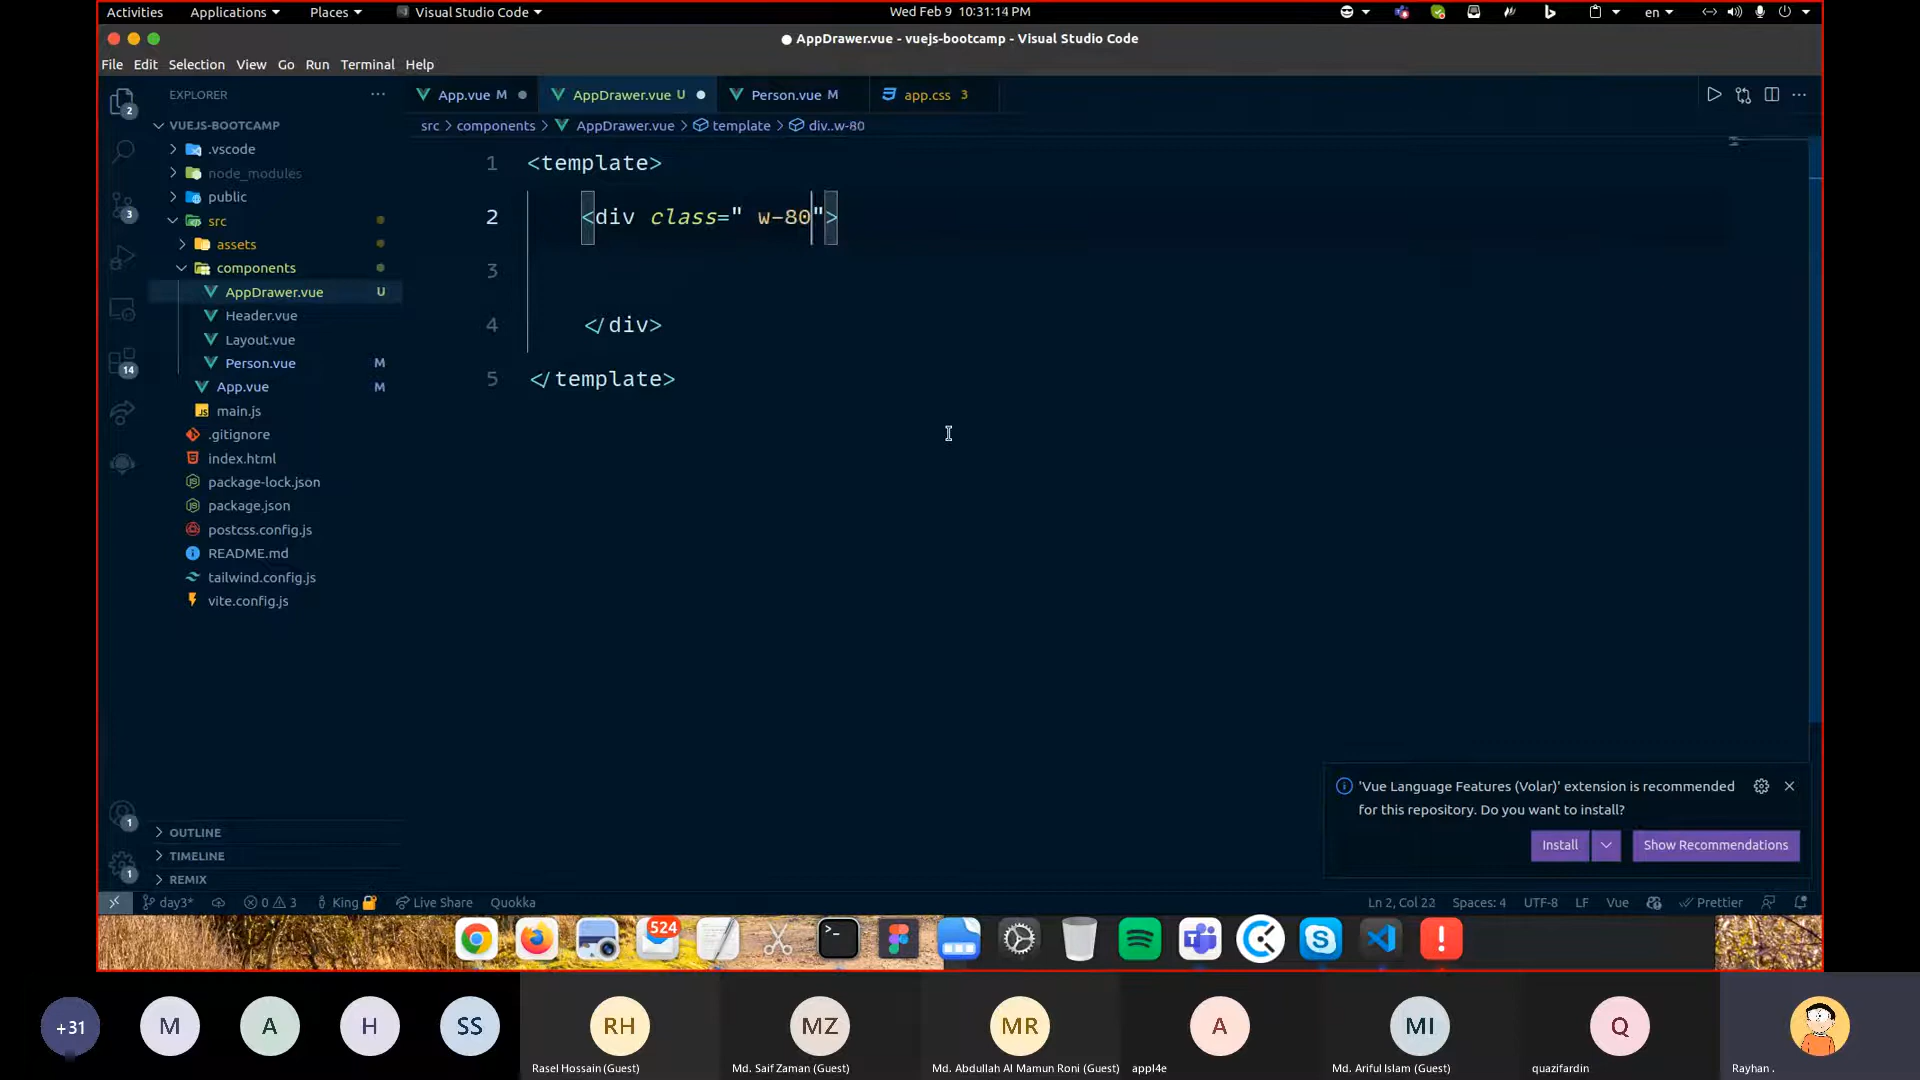 Activities Applications Places Visual Studio Code Wed Feb 9 10:31:14 PM en
● AppDrawer.vue - vuejs-bootcamp - Visual Studio Code
File Edit Selection View Go Run Terminal Help
EXPLORER ··· App.vue M AppDrawer.vue U Person.vue M app.css 3
src > components > AppDrawer.vue > template > div..w-80
VUEJS-BOOTCAMP
.vscode
node_modules
public
src
assets
components
AppDrawer.vue U
Header.vue
Layout.vue
Person.vue M
App.vue M
JS main.js
.gitignore
index.html
package-lock.json
package.json
postcss.config.js
README.md
tailwind.config.js
vite.config.js
OUTLINE
TIMELINE
REMIX
2
3
14
1
1
1 <template>
2 <div class=" w-80">
3
4 </div>
5 </template>
'Vue Language Features (Volar)' extension is recommended
for this repository. Do you want to install?
Install Show Recommendations
day3* 0 3 King Live Share Quokka Ln 2, Col 22 Spaces: 4 UTF-8 LF Vue Prettier
524
+31 M A H SS RH MZ MR A MI Q
Rasel Hossain (Guest) Md. Saif Zaman (Guest) Md. Abdullah Al Mamun Roni (Guest) appl4e Md. Ariful Islam (Guest) quazifardin Rayhan .